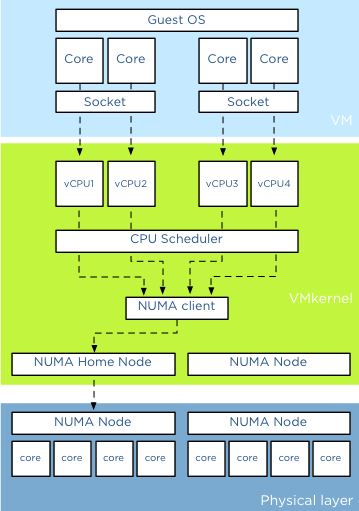 Guest OS
Core Core Core Core
Socket Socket
VM
vCPU1 vCPU2 vCPU3 vCPU4
CPU Scheduler
NUMA client
VMkernel
NUMA Home Node NUMA Node
NUMA Node NUMA Node
core core core core core core core core
Physical layer